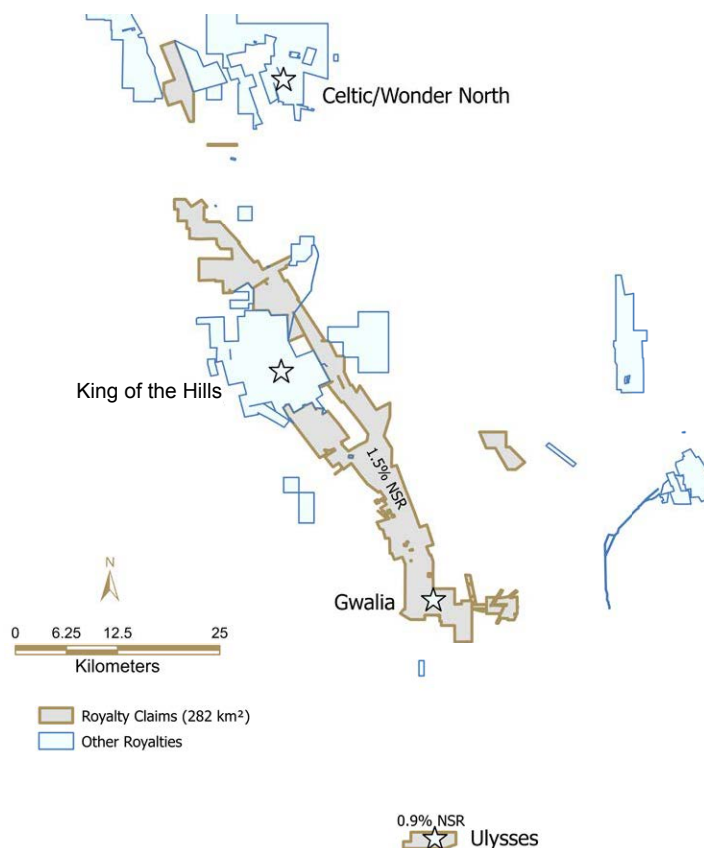 Celtic/Wonder North
King of the Hills
1.5% NSR
N
Gwalia
0 6.25 12.5 25
Kilometers
Royalty Claims (282 km²)
Other Royalties
0.9% NSR
Ulysses